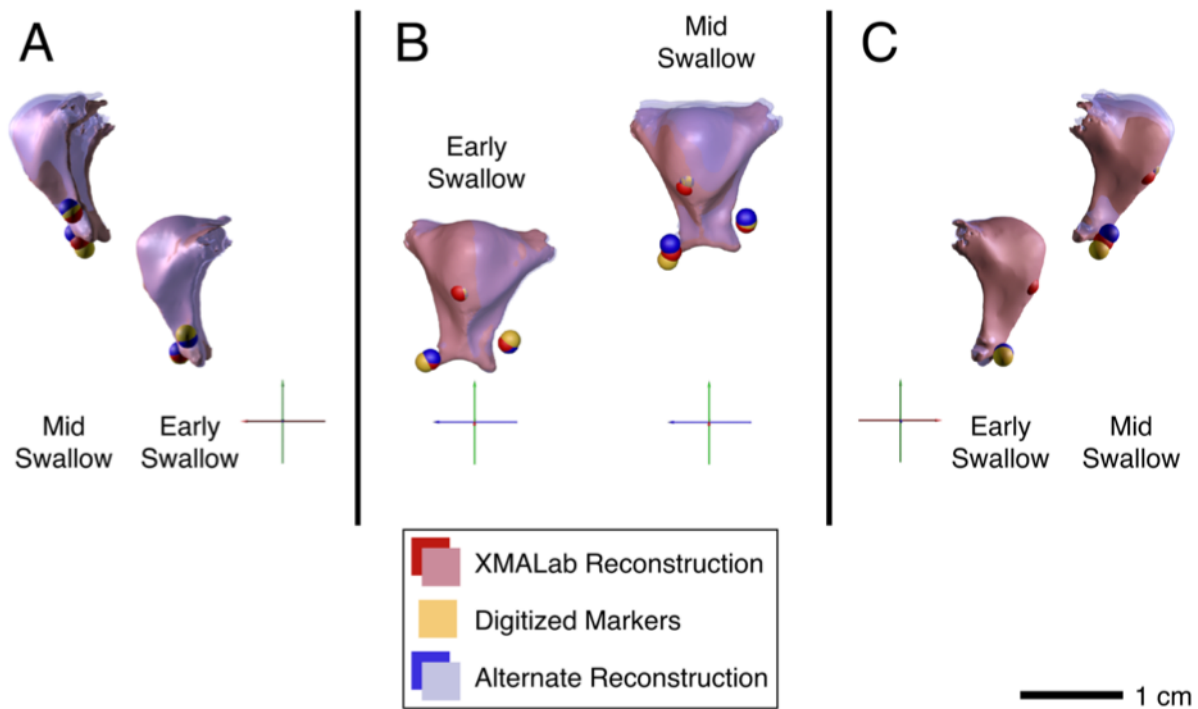 A
B
C
Mid
Swallow
Early
Swallow
Mid
Swallow
Early
Swallow
Early
Swallow
Mid
Swallow
XMALab Reconstruction
Digitized Markers
Alternate Reconstruction
1 cm